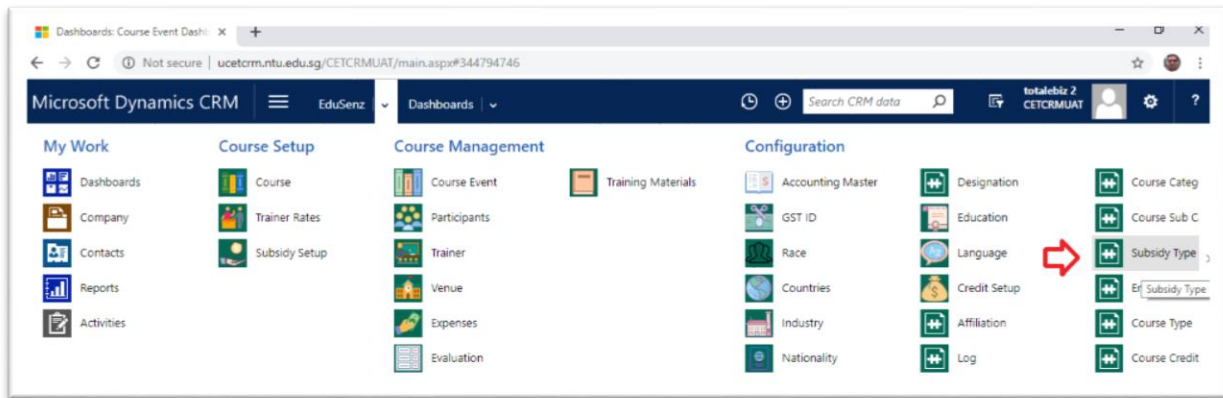 Dashboards: Course Event Dash
Not secure | ucetcrm.ntu.edu.sg/CETCRMUAT/main.aspx#344794746
Microsoft Dynamics CRM EduSenz Dashboards Search CRM data totalebiz 2 CETCRMUAT ?
My Work Course Setup Course Management Configuration
Dashboards Course Course Event Training Materials Accounting Master Designation Course Categ
Company Trainer Rates Participants GST ID Education Course Sub C
Contacts Subsidy Setup Trainer Race Language Subsidy Type
Reports Venue Countries Credit Setup Subsidy Type
Activities Expenses Industry Affiliation Course Type
Evaluation Nationality Log Course Credit